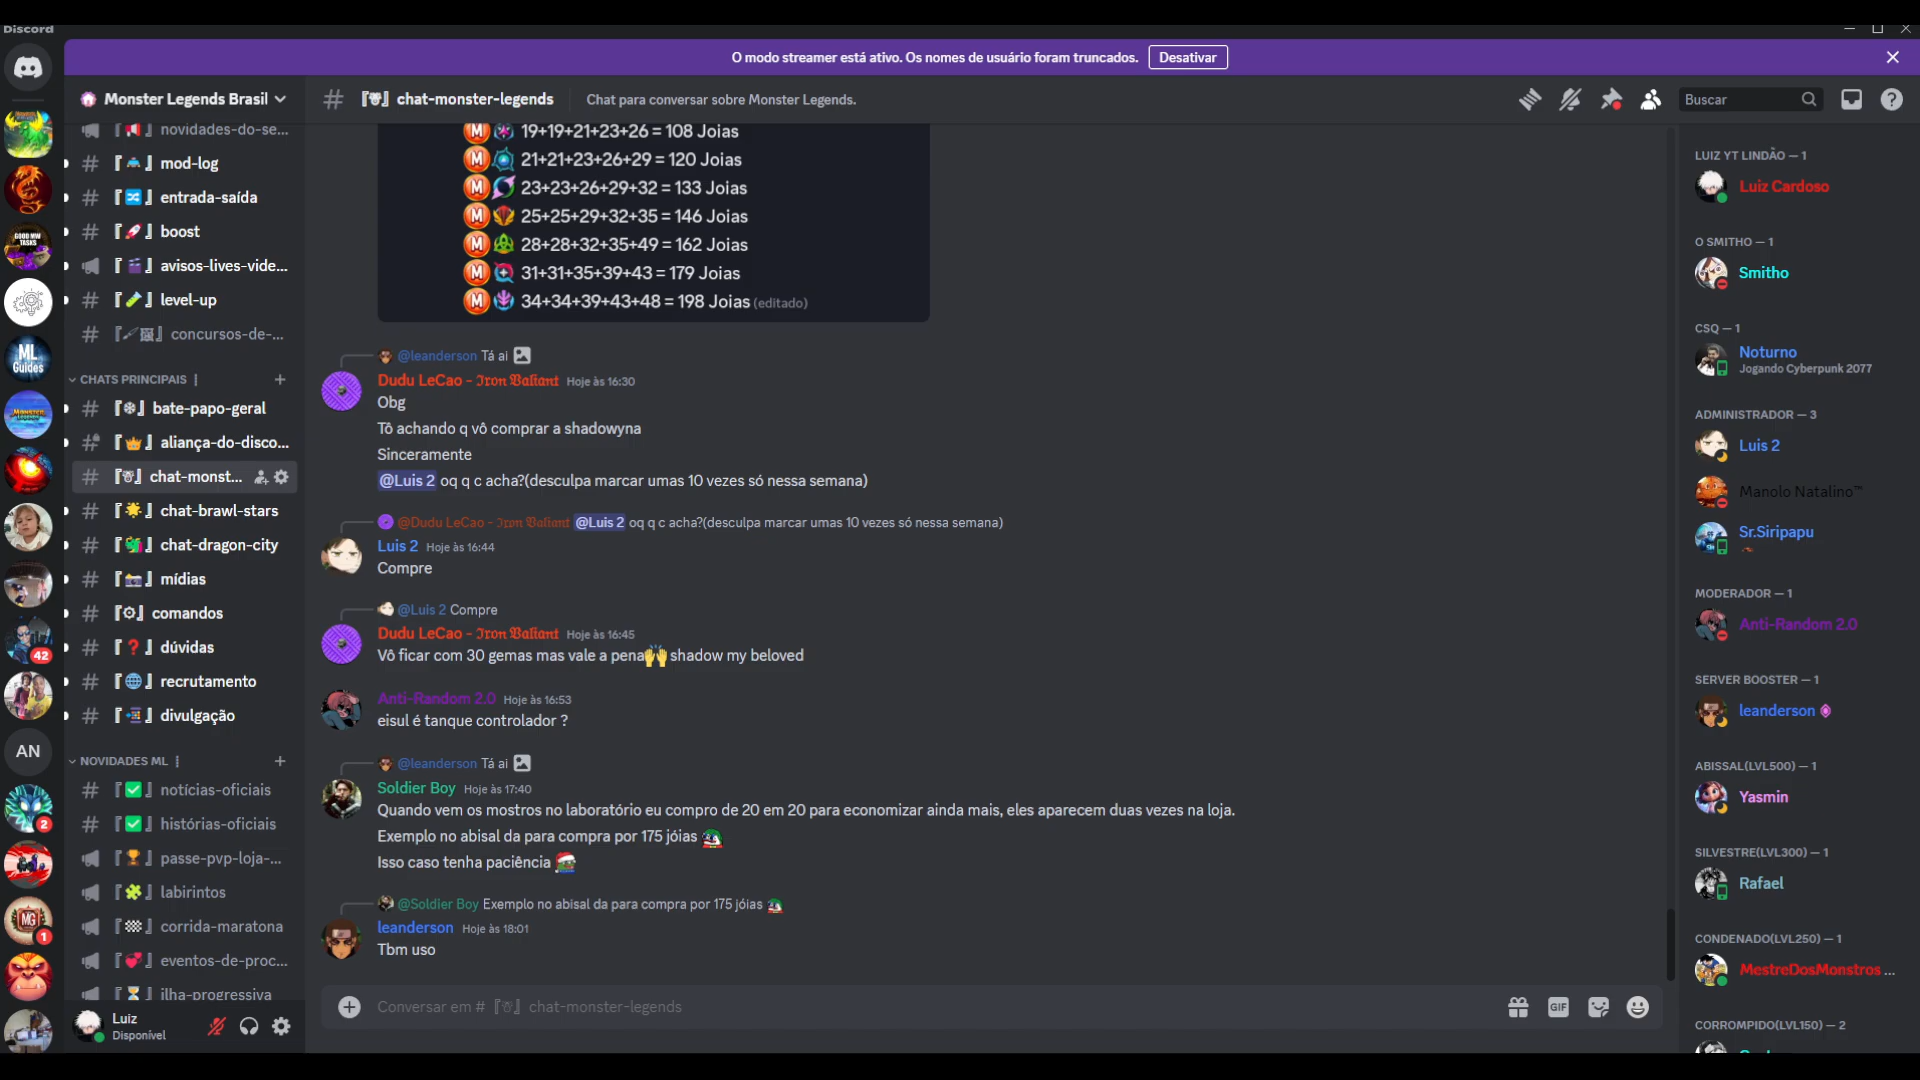 Discord
O modo streamer está ativo. Os nomes de usuário foram truncados.
Desativar
Monster Legends Brasil
chat-monster-legends
Chat para conversar sobre Monster Legends.
Buscar
novidades-do-se...
mod-log
entrada-saída
boost
avisos-lives-vide...
level-up
concursos-de-...
CHATS PRINCIPAIS
bate-papo-geral
aliança-do-disco...
chat-monst...
chat-brawl-stars
chat-dragon-city
mídias
comandos
dúvidas
recrutamento
divulgação
NOVIDADES ML
notícias-oficiais
histórias-oficiais
passe-pvp-loja-...
labirintos
corrida-maratona
eventos-de-proc...
ilha-progressiva
GOOD MW
TASKS
ML
Guides
42
AN
2
MG
1
Luiz
Disponível
M 19+19+21+23+26 = 108 Joias
M 21+21+23+26+29 = 120 Joias
M 23+23+26+29+32 = 133 Joias
M 25+25+29+32+35 = 146 Joias
M 28+28+32+35+49 = 162 Joias
M 31+31+35+39+43 = 179 Joias
M 34+34+39+43+48 = 198 Joias (editado)
@leanderson Tá ai
Dudu LeCao - Iron Valiant Hoje às 16:30
Obg
Tô achando q vô comprar a shadowyna
Sinceramente
@Luis 2 oq q c acha?(desculpa marcar umas 10 vezes só nessa semana)
@Dudu LeCao - Iron Valiant @Luis 2 oq q c acha?(desculpa marcar umas 10 vezes só nessa semana)
Luis 2 Hoje às 16:44
Compre
@Luis 2 Compre
Dudu LeCao - Iron Valiant Hoje às 16:45
Vô ficar com 30 gemas mas vale a pena🙌 shadow my beloved
Anti-Random 2.0 Hoje às 16:53
eisul é tanque controlador ?
@leanderson Tá ai
Soldier Boy Hoje às 17:40
Quando vem os mostros no laboratório eu compro de 20 em 20 para economizar ainda mais, eles aparecem duas vezes na loja.
Exemplo no abisal da para compra por 175 jóias
Isso caso tenha paciência
@Soldier Boy Exemplo no abisal da para compra por 175 jóias
leanderson Hoje às 18:01
Tbm uso
Conversar em # chat-monster-legends
GIF
LUIZ YT LINDÃO — 1
Luiz Cardoso
O SMITHO — 1
Smitho
CSQ — 1
Noturno
Jogando Cyberpunk 2077
ADMINISTRADOR — 3
Luis 2
Manolo Natalino™
Sr.Siripapu
MODERADOR — 1
Anti-Random 2.0
SERVER BOOSTER — 1
leanderson
ABISSAL(LVL500) — 1
Yasmin
SILVESTRE(LVL300) — 1
Rafael
CONDENADO(LVL250) — 1
MestreDosMonstros ...
CORROMPIDO(LVL150) — 2